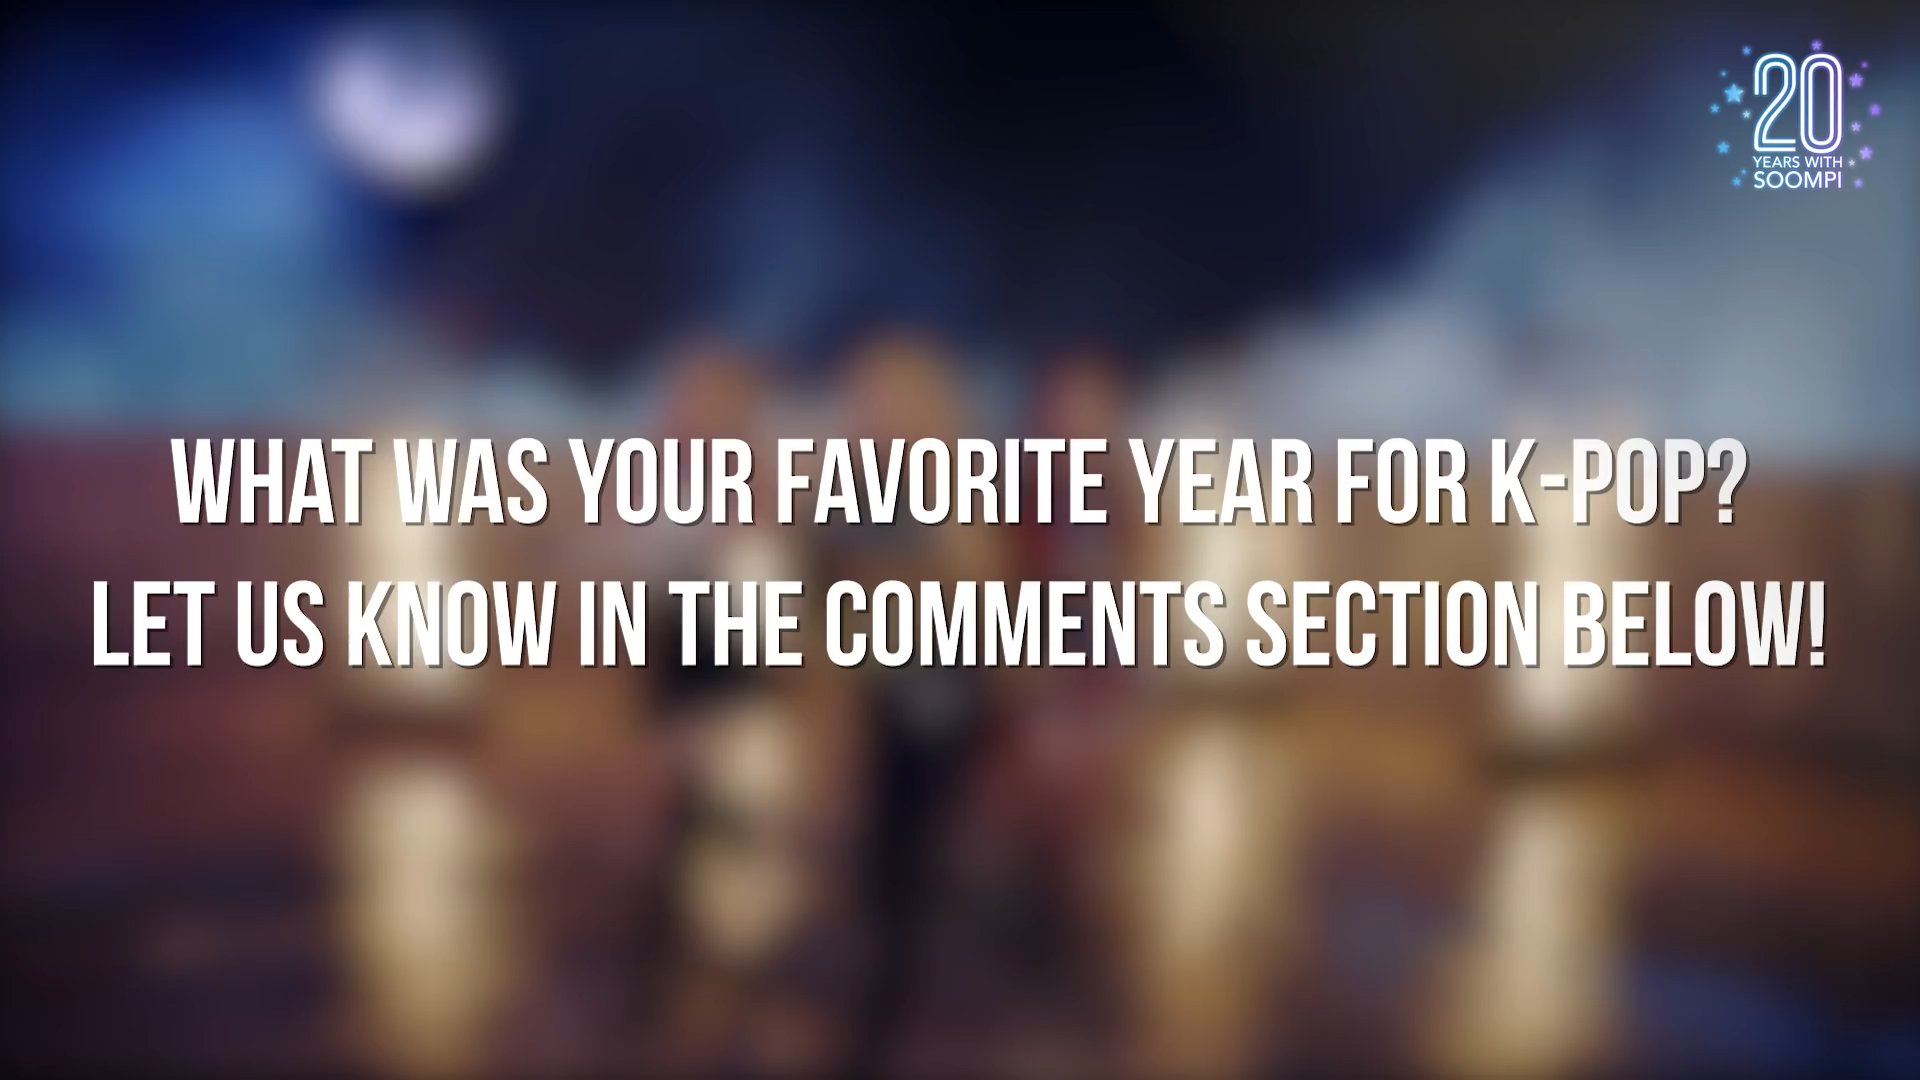 20
YEARS WITH
SOOMPI
WHAT WAS YOUR FAVORITE YEAR FOR K-POP?
LET US KNOW IN THE COMMENTS SECTION BELOW!